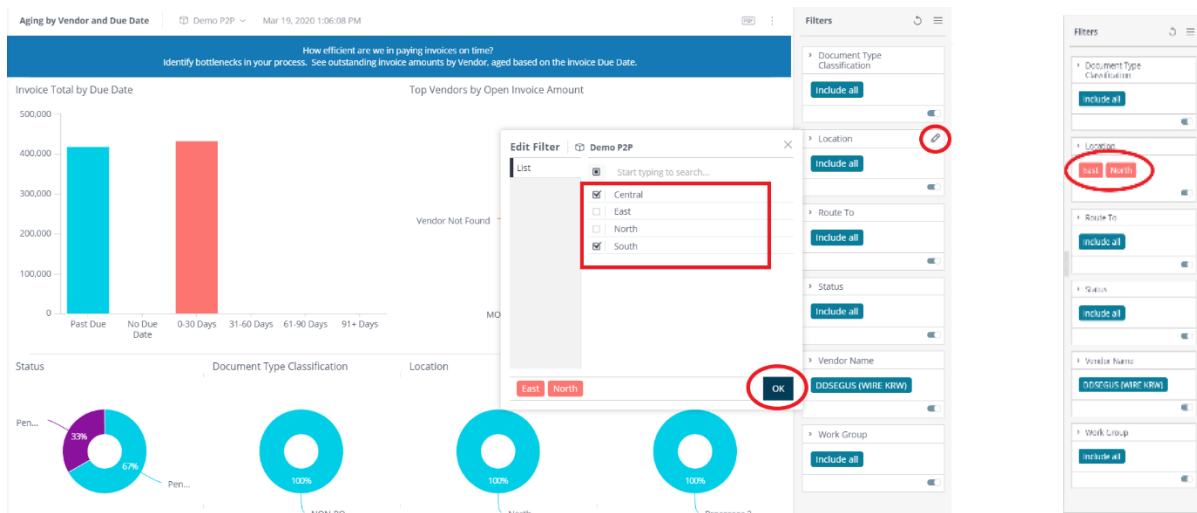 Aging by Vendor and Due Date
Demo P2P
Mar 19, 2020 1:06:08 PM
PDF
How efficient are we in paying invoices on time?
Identify bottlenecks in your process. See outstanding invoice amounts by Vendor, aged based on the invoice Due Date.
Invoice Total by Due Date
500,000
400,000
300,000
200,000
100,000
0
Past Due
No Due
Date
0-30 Days
31-60 Days
61-90 Days
91+ Days
Top Vendors by Open Invoice Amount
Vendor Not Found
MO
Edit Filter
Demo P2P
List
Start typing to search...
Central
East
North
South
East
North
OK
Status
Pen...
33%
67%
Pen...
Document Type Classification
100%
NON-PO
Location
100%
North
100%
Processor 2
Filters
Document Type
Classification
Include all
Location
Include all
Route To
Include all
Status
Include all
Vendor Name
DDSEGUS (WIRE KRW)
Work Group
Include all
Filters
Document Type
Classification
Include all
Location
East
North
Route To
Include all
Status
Include all
Vendor Name
DDSEGUS (WIRE KRW)
Work Group
Include all